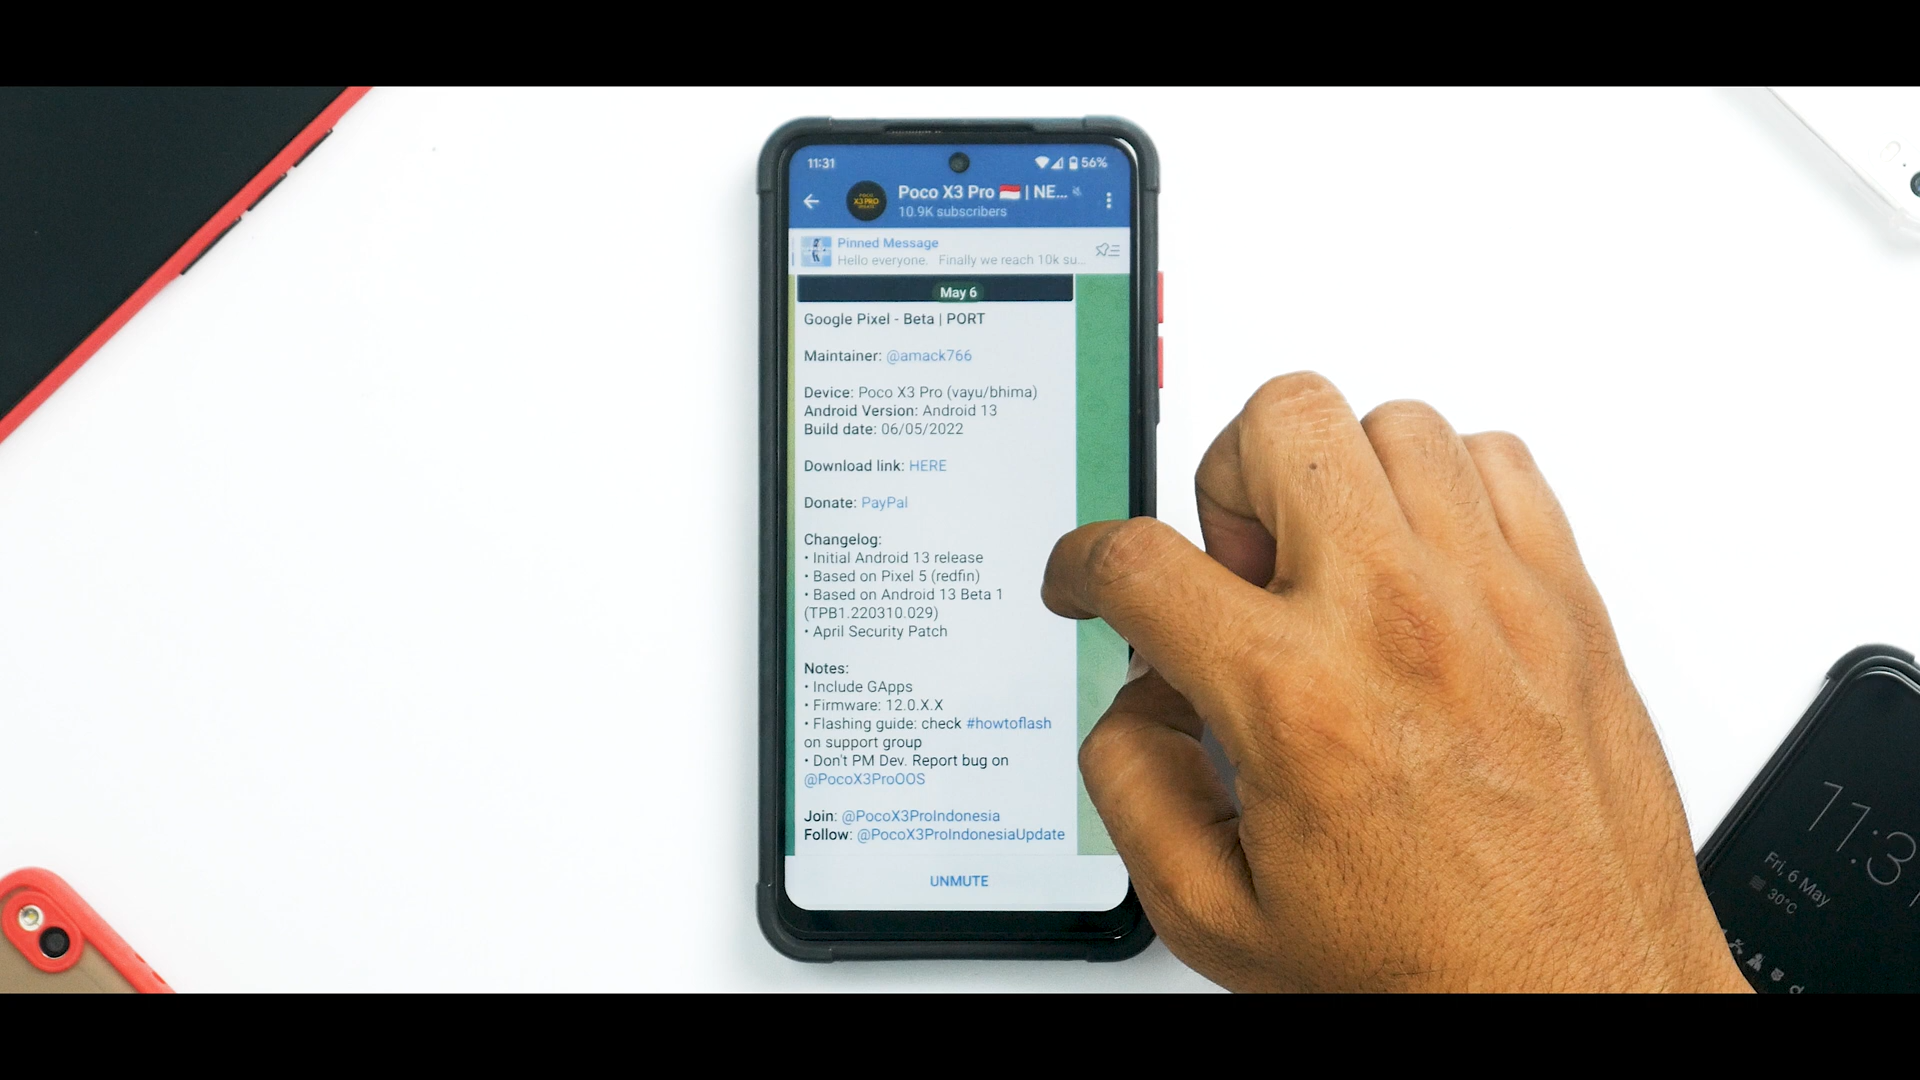 11:31
56%
Poco X3 Pro 🇮🇩 | NE...
10.9K subscribers
X3 PRO
Pinned Message
Hello everyone. Finally we reach 10k su...
May 6
Google Pixel - Beta | PORT
Maintainer: @amack766
Device: Poco X3 Pro (vayu/bhima)
Android Version: Android 13
Build date: 06/05/2022
Download link: HERE
Donate: PayPal
Changelog:
• Initial Android 13 release
• Based on Pixel 5 (redfin)
• Based on Android 13 Beta 1
(TPB1.220310.029)
• April Security Patch
Notes:
• Include GApps
• Firmware: 12.0.X.X
• Flashing guide: check #howtoflash
on support group
• Don't PM Dev. Report bug on
@PocoX3ProOOS
Join: @PocoX3ProIndonesia
Follow: @PocoX3ProIndonesiaUpdate
UNMUTE
11:3
Fri, 6 May
30°C